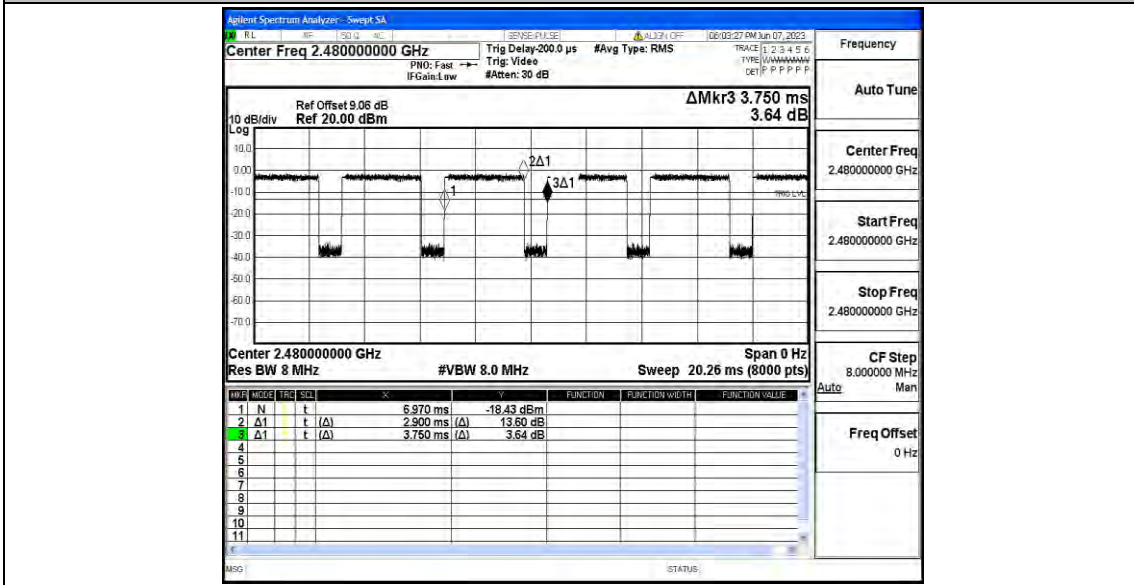 Agilent Spectrum Analyzer - Swept SA
RL RF 50 Ω AC SENSE:PULSE ALIGN OFF 06:03:27 PM Jun 07, 2023
Center Freq 2.480000000 GHz
PNO: Fast
IFGain:Low
Trig Delay-200.0 µs #Avg Type: RMS
Trig: Video
#Atten: 30 dB
TRACE 1 2 3 4 5 6
TYPE WWWWWW
DET P P P P P P
ΔMkr3 3.750 ms
3.64 dB
Ref Offset 9.06 dB
10 dB/div Ref 20.00 dBm
Log
10.0
0.00
-10.0
-20.0
-30.0
-40.0
-50.0
-60.0
-70.0
2Δ1
3Δ1
1
TRIG LVL
Center 2.480000000 GHz Span 0 Hz
Res BW 8 MHz #VBW 8.0 MHz Sweep 20.26 ms (8000 pts)
MKR MODE TRC SCL X Y FUNCTION FUNCTION WIDTH FUNCTION VALUE
1 N t 6.970 ms -18.43 dBm
2 Δ1 t (Δ) 2.900 ms (Δ) 13.60 dB
3 Δ1 t (Δ) 3.750 ms (Δ) 3.64 dB
4
5
6
7
8
9
10
11
MSG STATUS
Frequency
Auto Tune
Center Freq
2.480000000 GHz
Start Freq
2.480000000 GHz
Stop Freq
2.480000000 GHz
CF Step
8.000000 MHz
Auto Man
Freq Offset
0 Hz